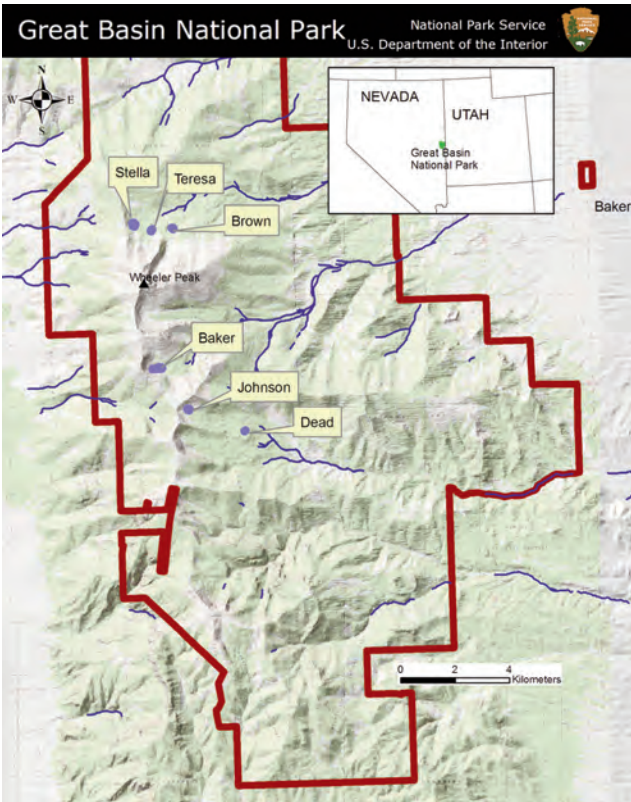 Great Basin National Park
National Park Service
U.S. Department of the Interior
N
W E
S
NEVADA
UTAH
Great Basin
National Park
Stella
Teresa
Brown
Baker
Wheeler Peak
Baker
Johnson
Dead
0 2 4
Kilometers